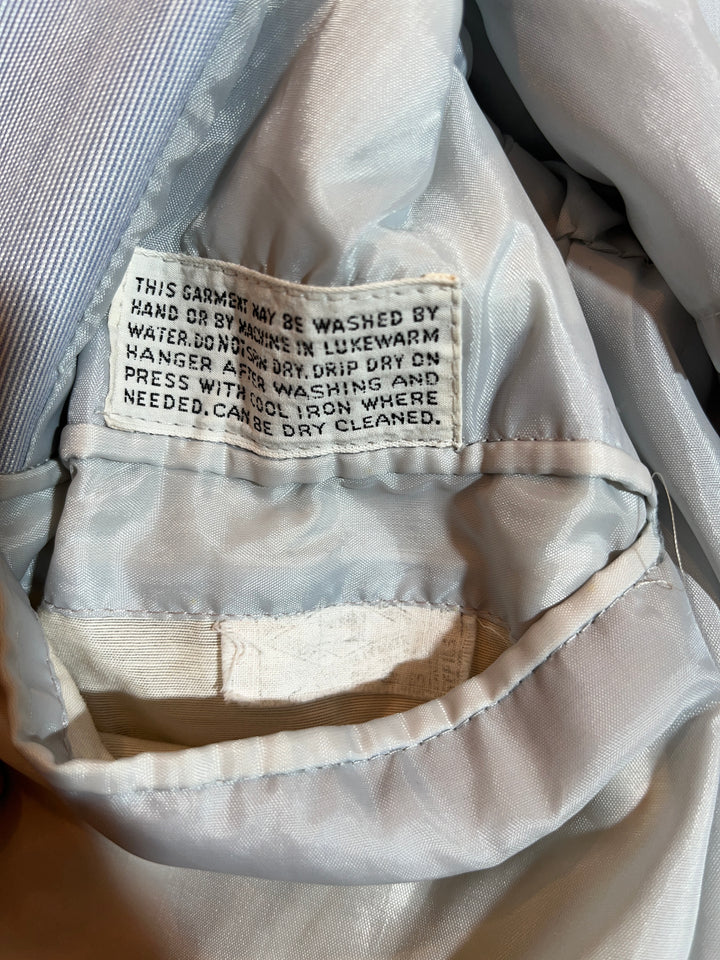 THIS GARMENT MAY BE WASHED BY
HAND OR BY MACHINE IN LUKEWARM
WATER. DO NOT SPIN DRY. DRIP DRY ON
HANGER AFTER WASHING AND
PRESS WITH COOL IRON WHERE
NEEDED. CAN BE DRY CLEANED.